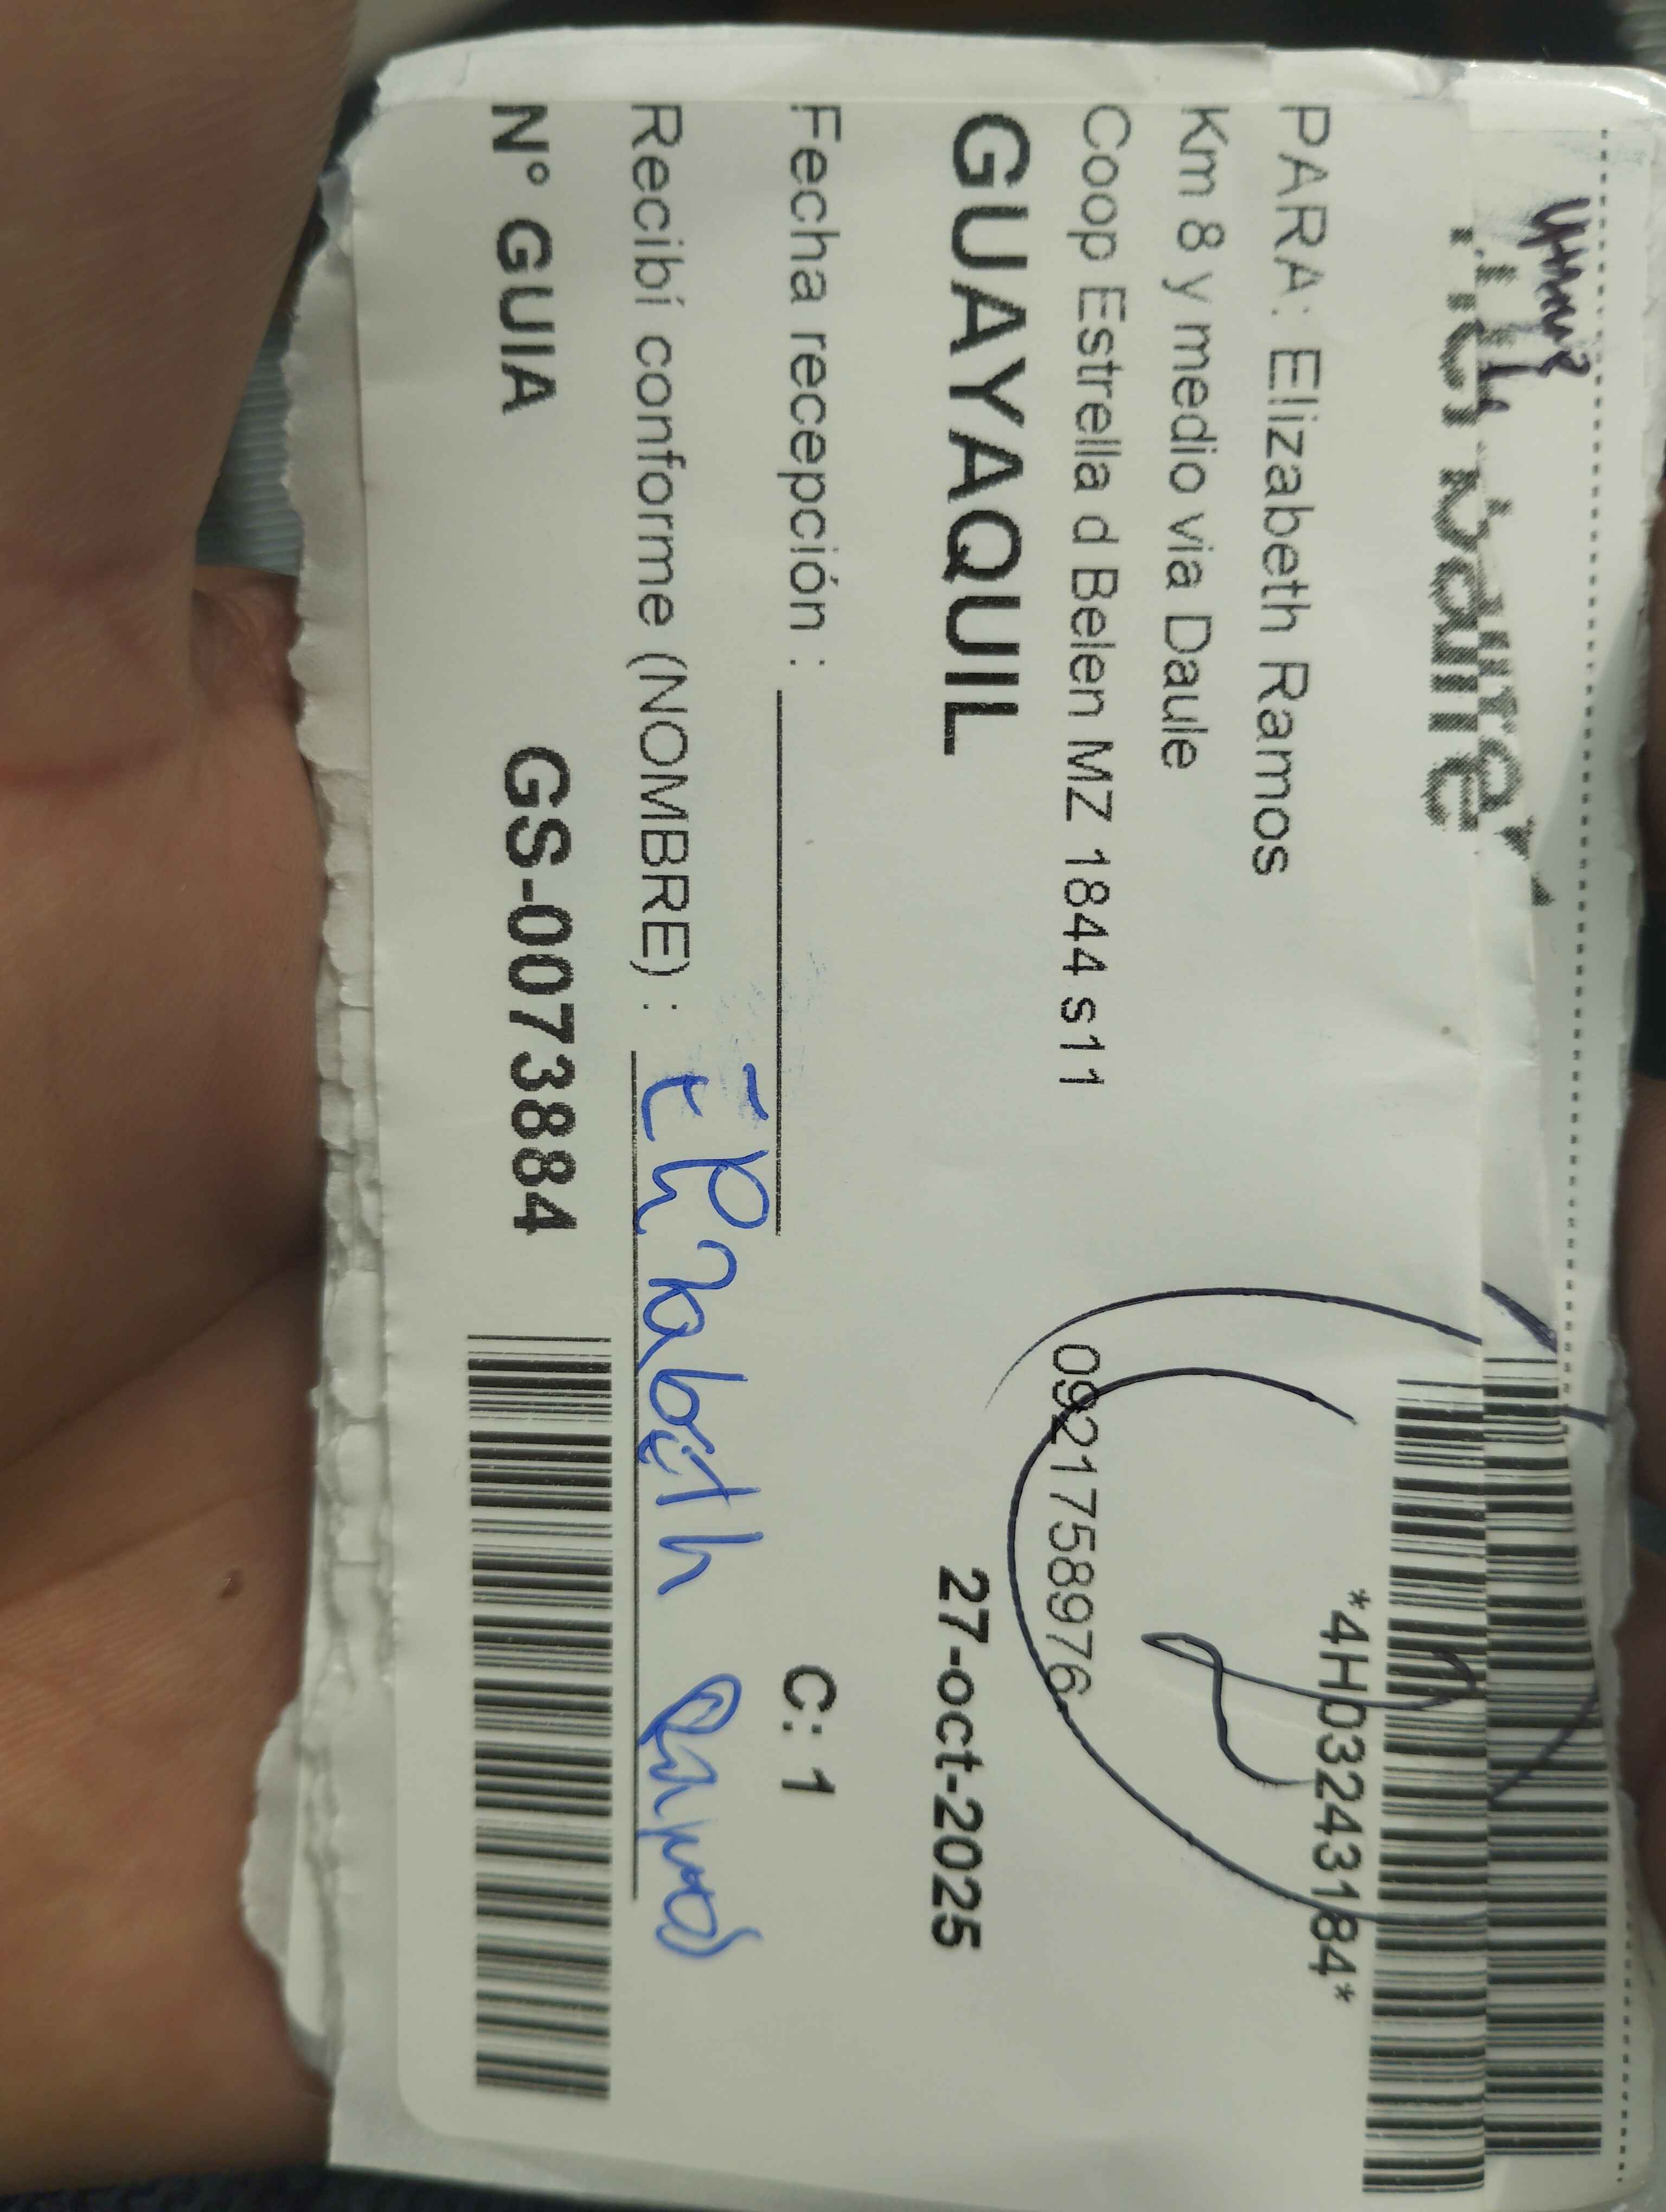 PARA: Elizabeth Ramos
*4H03243184*
Km 8 y medio via Daule
Coop Estrella d Belen MZ 1844 s11 0921758976
GUAYAQUIL 27-oct-2025
Fecha recepción : C: 1
Recibí conforme (NOMBRE) : Elizabeth Ramos
N° GUIA GS-0073884